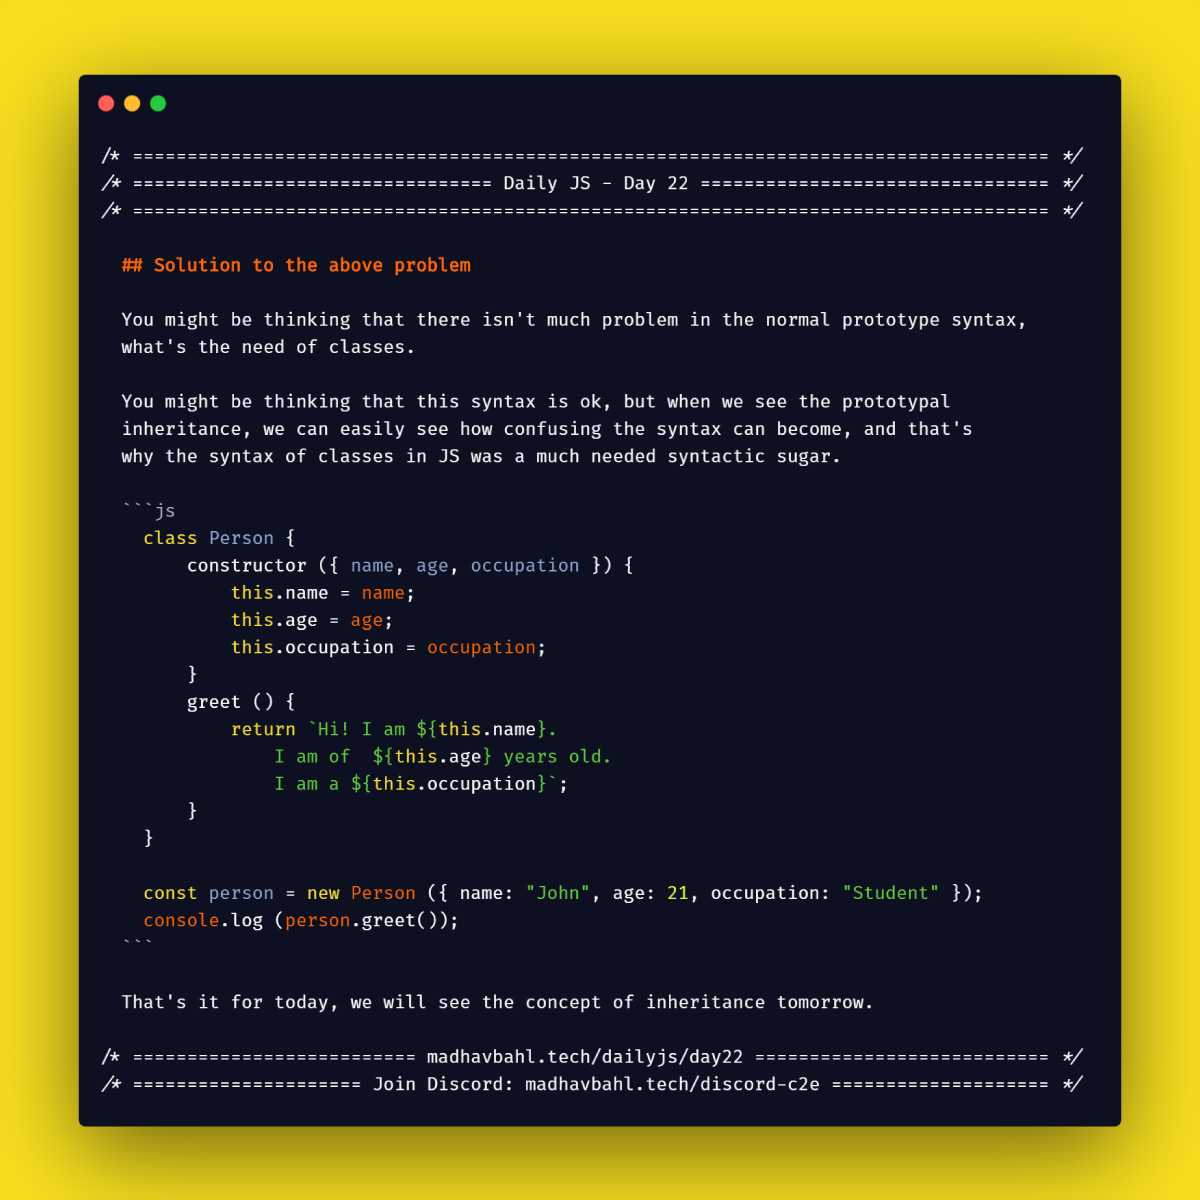 /* ==================================================================================== */
/* ================================= Daily JS - Day 22 ================================ */
/* ==================================================================================== */
## Solution to the above problem
You might be thinking that there isn't much problem in the normal prototype syntax,
what's the need of classes.
You might be thinking that this syntax is ok, but when we see the prototypal
inheritance, we can easily see how confusing the syntax can become, and that's
why the syntax of classes in JS was a much needed syntactic sugar.
```js
class Person {
constructor ({ name, age, occupation }) {
this.name = name;
this.age = age;
this.occupation = occupation;
}
greet () {
return `Hi! I am ${this.name}.
I am of  ${this.age} years old.
I am a ${this.occupation}`;
}
}
const person = new Person ({ name: "John", age: 21, occupation: "Student" });
console.log (person.greet());
```
That's it for today, we will see the concept of inheritance tomorrow.
/* ========================== madhavbahl.tech/dailyjs/day22 =========================== */
/* ===================== Join Discord: madhavbahl.tech/discord-c2e ==================== */